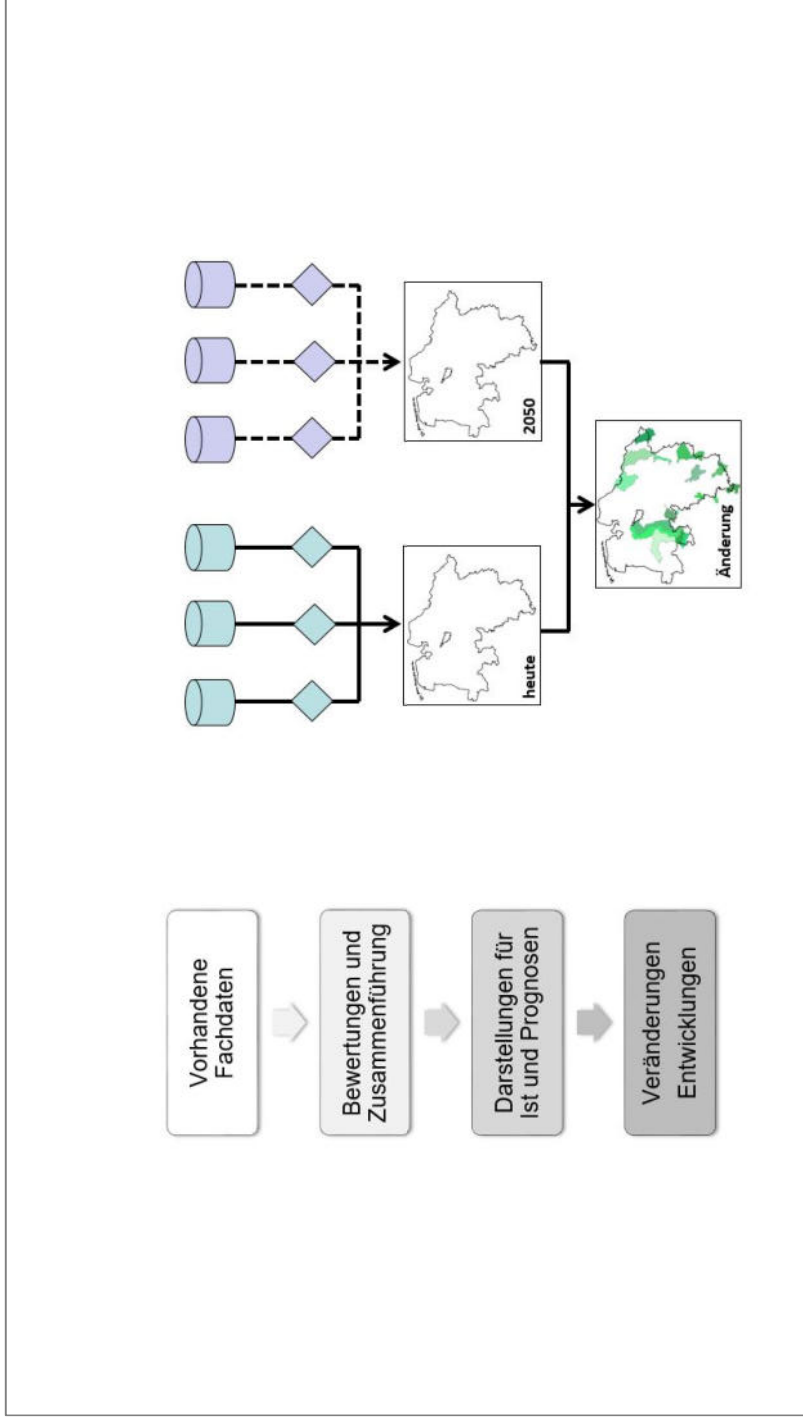 Vorhandene
Fachdaten
Bewertungen und
Zusammenführung
Darstellungen für
Ist und Prognosen
Veränderungen
Entwicklungen
heute
2050
Änderung